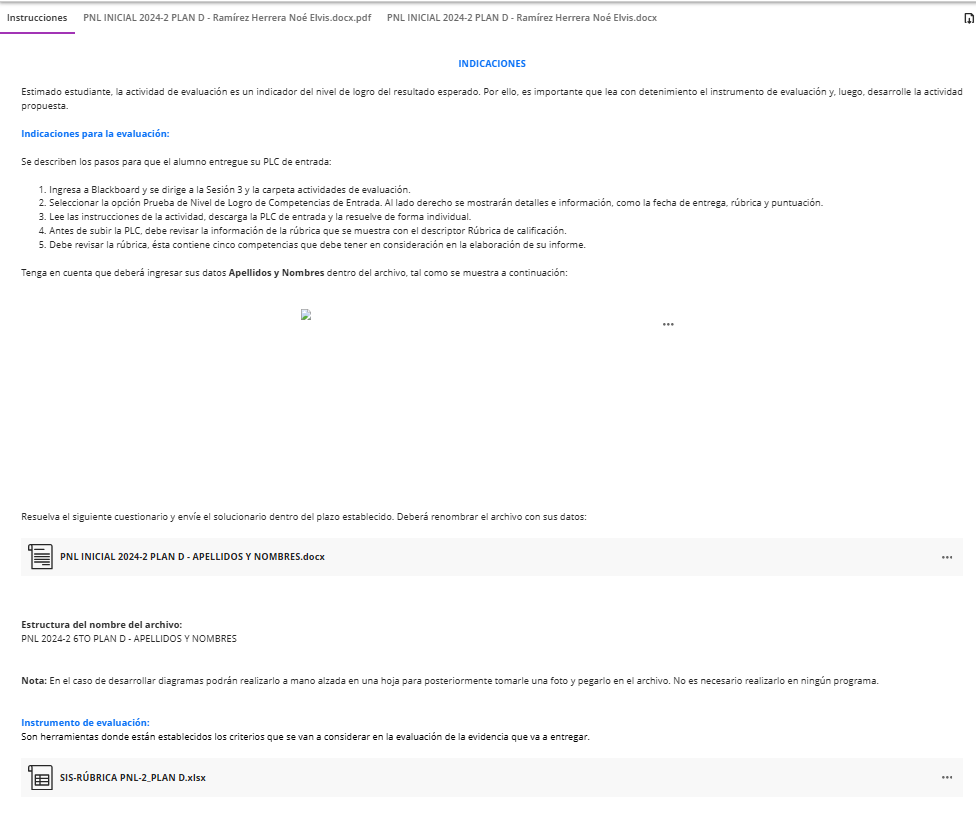 Instrucciones PNL INICIAL 2024-2 PLAN D - Ramírez Herrera Noé Elvis.docx.pdf PNL INICIAL 2024-2 PLAN D - Ramírez Herrera Noé Elvis.docx
INDICACIONES
Estimado estudiante, la actividad de evaluación es un indicador del nivel de logro del resultado esperado. Por ello, es importante que lea con detenimiento el instrumento de evaluación y, luego, desarrolle la actividad
propuesta.
Indicaciones para la evaluación:
Se describen los pasos para que el alumno entregue su PLC de entrada:
1. Ingresa a Blackboard y se dirige a la Sesión 3 y la carpeta actividades de evaluación.
2. Seleccionar la opción Prueba de Nivel de Logro de Competencias de Entrada. Al lado derecho se mostrarán detalles e información, como la fecha de entrega, rúbrica y puntuación.
3. Lee las instrucciones de la actividad, descarga la PLC de entrada y la resuelve de forma individual.
4. Antes de subir la PLC, debe revisar la información de la rúbrica que se muestra con el descriptor Rúbrica de calificación.
5. Debe revisar la rúbrica, ésta contiene cinco competencias que debe tener en consideración en la elaboración de su informe.
Tenga en cuenta que deberá ingresar sus datos Apellidos y Nombres dentro del archivo, tal como se muestra a continuación:
Resuelva el siguiente cuestionario y envíe el solucionario dentro del plazo establecido. Deberá renombrar el archivo con sus datos:
PNL INICIAL 2024-2 PLAN D - APELLIDOS Y NOMBRES.docx
Estructura del nombre del archivo:
PNL 2024-2 6TO PLAN D - APELLIDOS Y NOMBRES
Nota: En el caso de desarrollar diagramas podrán realizarlo a mano alzada en una hoja para posteriormente tomarle una foto y pegarlo en el archivo. No es necesario realizarlo en ningún programa.
Instrumento de evaluación:
Son herramientas donde están establecidos los criterios que se van a considerar en la evaluación de la evidencia que va a entregar.
SIS-RÚBRICA PNL-2_PLAN D.xlsx